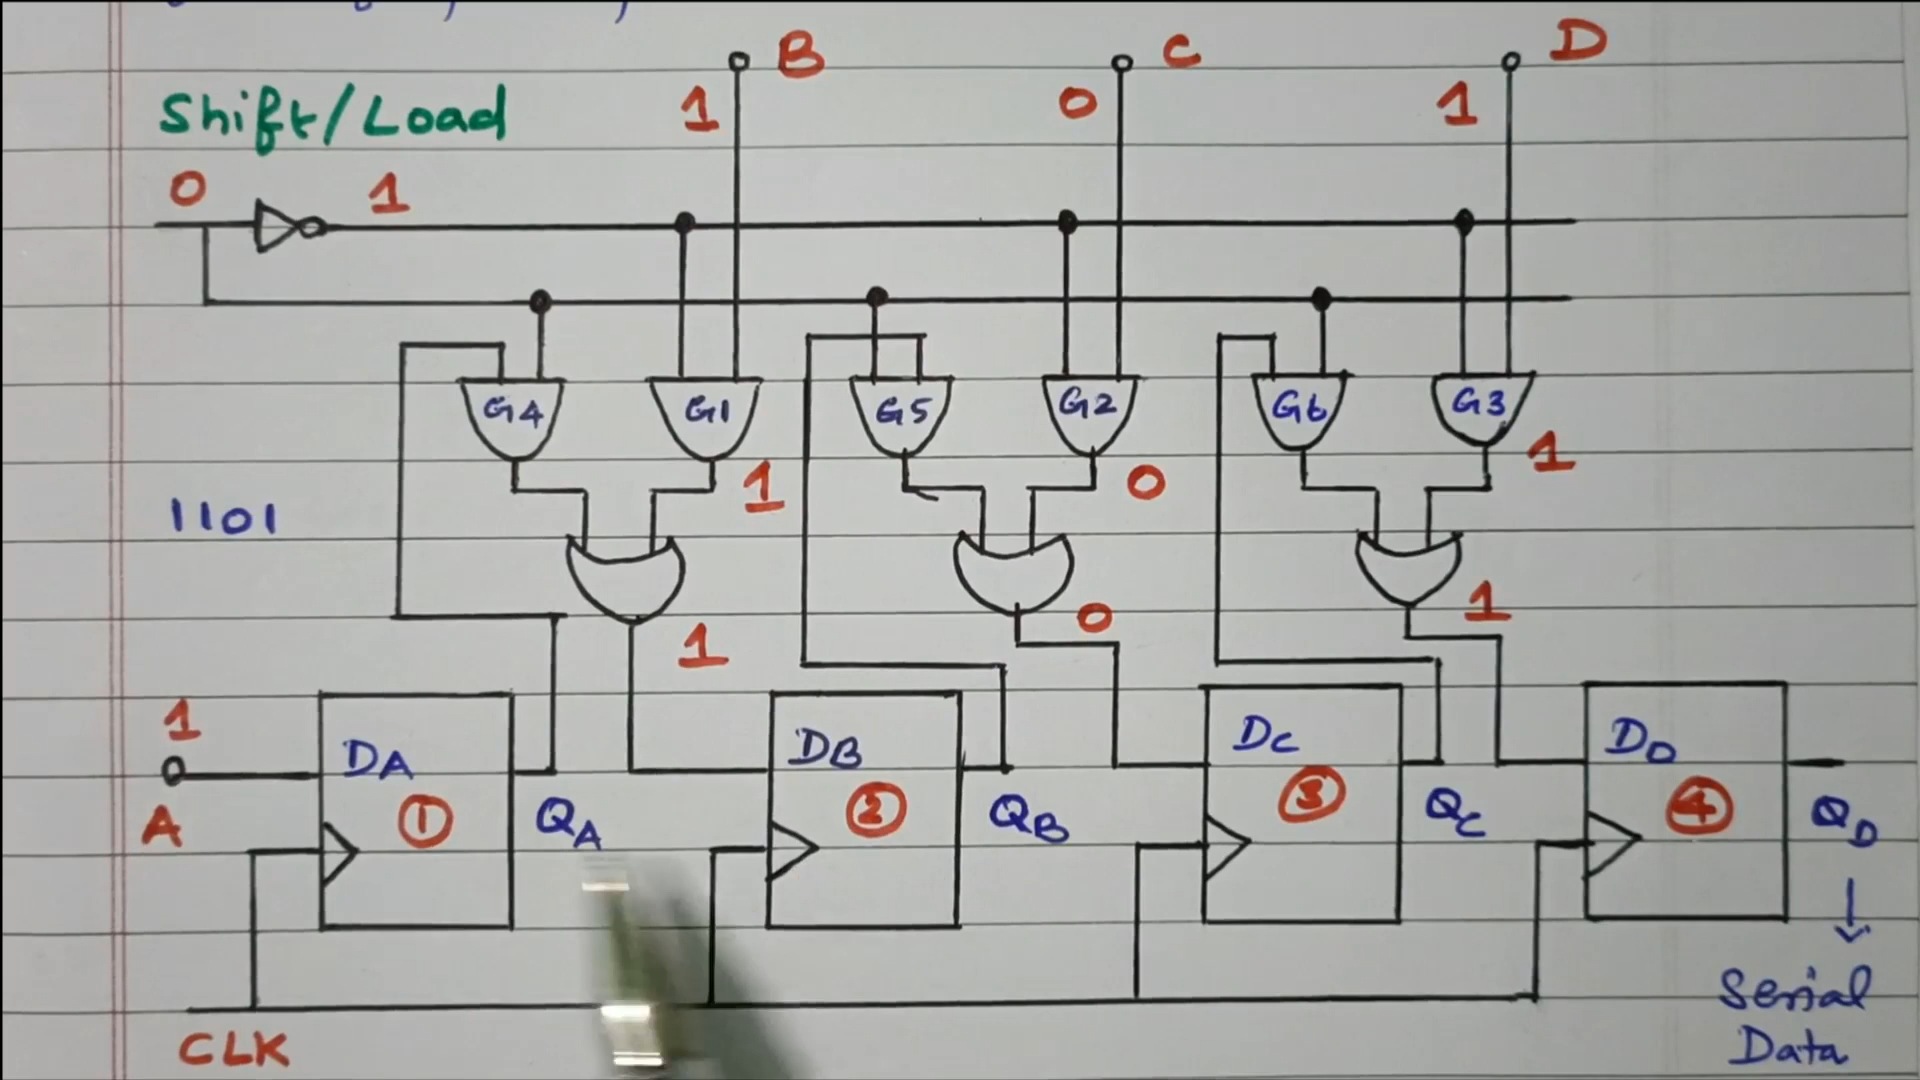 B
C
D
1
0
1
Shift/Load
0
1
G4
G1
G5
G2
G6
G3
1
0
1
1101
1
0
1
1
A
DA
1
QA
DB
2
QB
DC
3
QC
DD
4
QD
CLK
Serial
Data